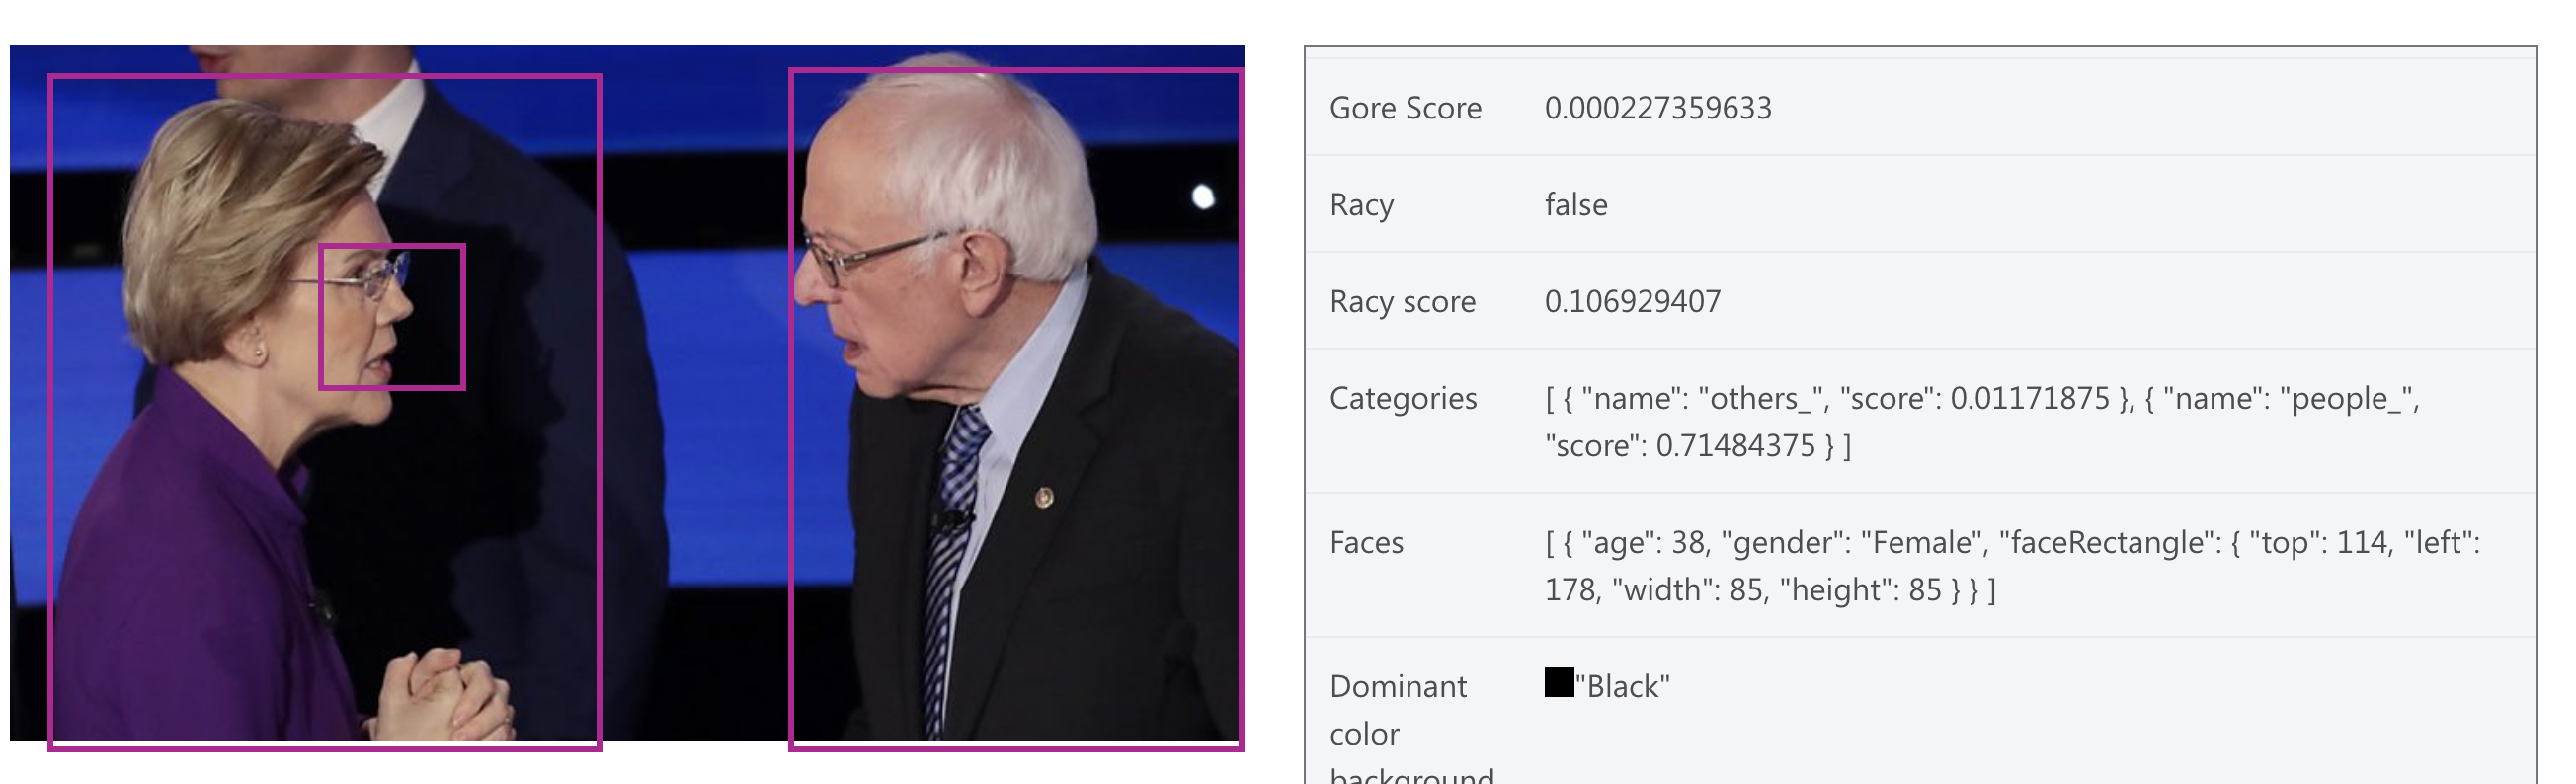 Gore Score 0.000227359633
Racy false
Racy score 0.106929407
Categories [ { "name": "others_", "score": 0.01171875 }, { "name": "people_",
"score": 0.71484375 } ]
Faces [ { "age": 38, "gender": "Female", "faceRectangle": { "top": 114, "left":
178, "width": 85, "height": 85 } } ]
Dominant "Black"
color
background